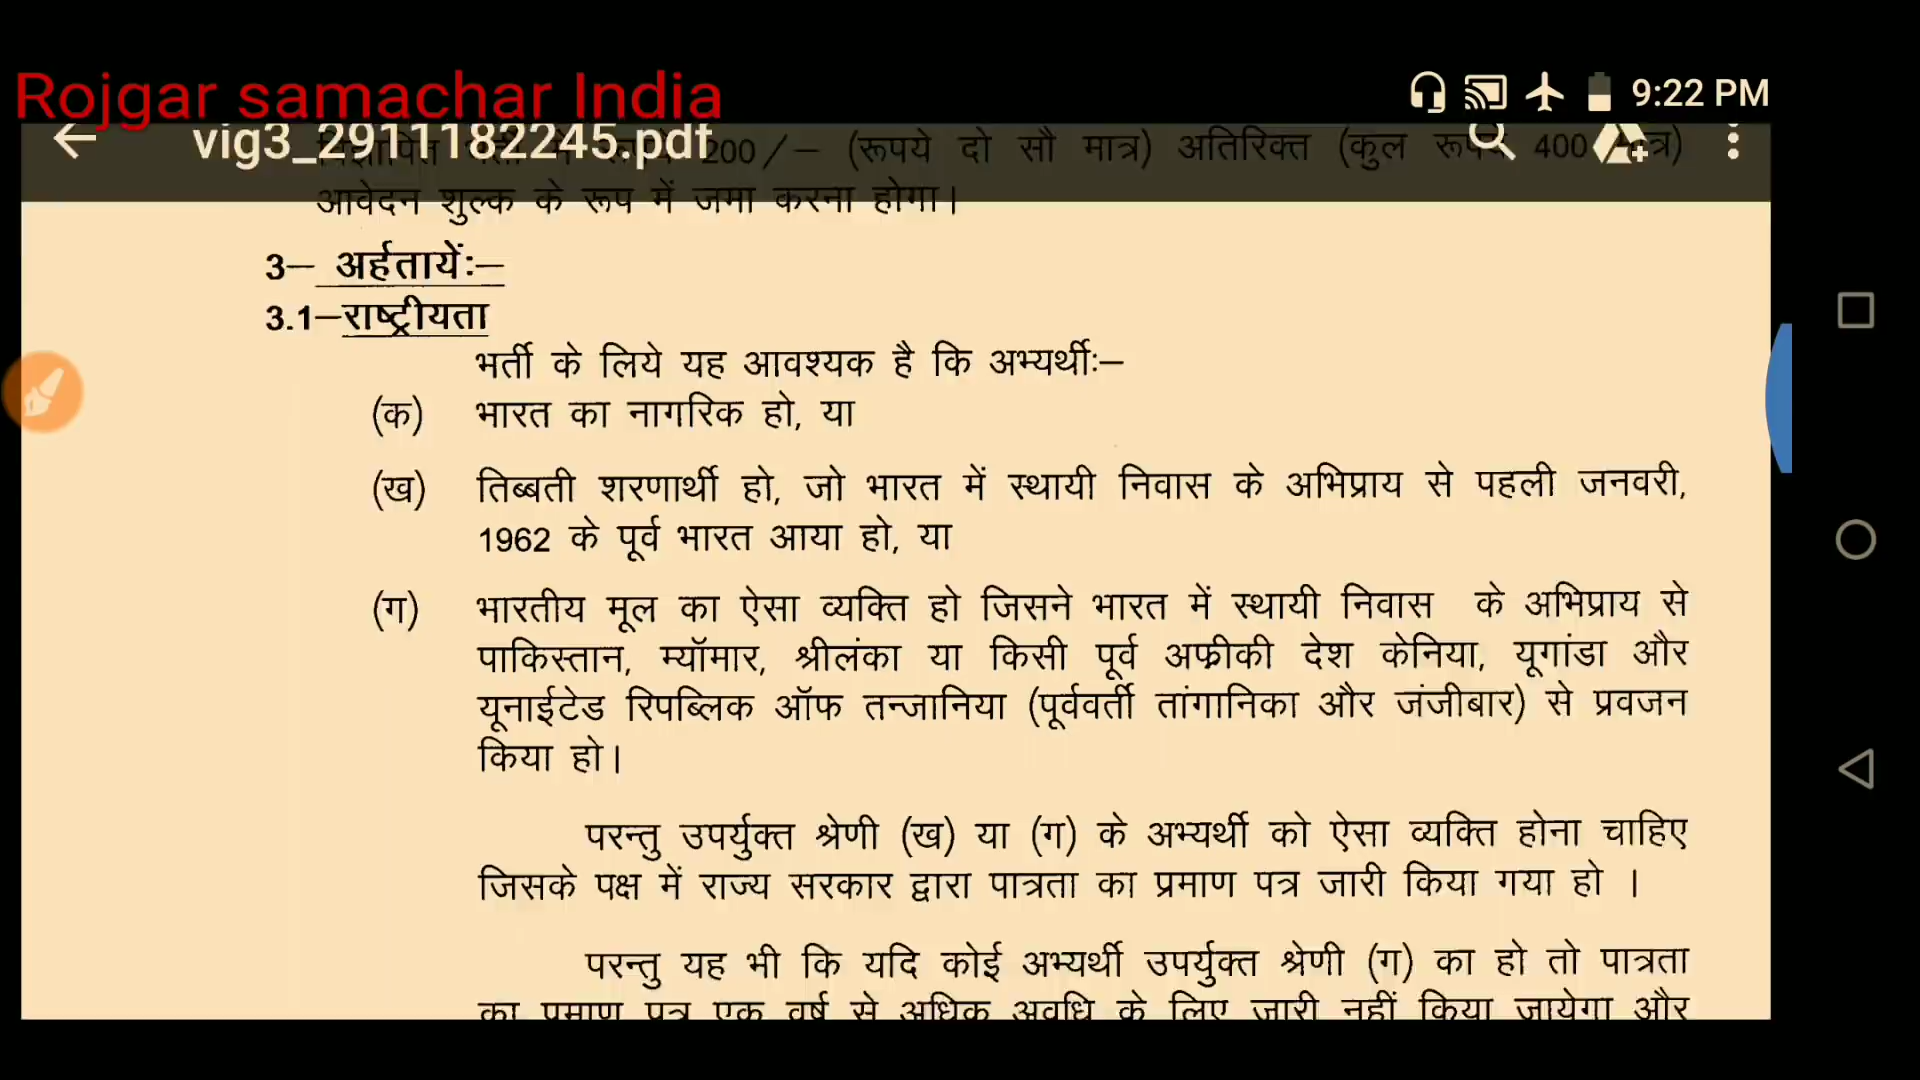 Rojgar samachar India
9:22 PM
vig3_2911182245.pdf
200/– (रूपये दो सौ मात्र) अतिरिक्त (कुल रूपये 400 मात्र)
आवेदन शुल्क के रूप में जमा करना होगा।
3– अर्हतायें:–
3.1–राष्ट्रीयता
भर्ती के लिये यह आवश्यक है कि अभ्यर्थी:–
(क) भारत का नागरिक हो, या
(ख) तिब्बती शरणार्थी हो, जो भारत में स्थायी निवास के अभिप्राय से पहली जनवरी,
1962 के पूर्व भारत आया हो, या
(ग) भारतीय मूल का ऐसा व्यक्ति हो जिसने भारत में स्थायी निवास के अभिप्राय से
पाकिस्तान, म्यॉमार, श्रीलंका या किसी पूर्व अफ्रीकी देश केनिया, यूगांडा और
यूनाईटेड रिपब्लिक ऑफ तन्जानिया (पूर्ववर्ती तांगानिका और जंजीबार) से प्रवजन
किया हो।
परन्तु उपर्युक्त श्रेणी (ख) या (ग) के अभ्यर्थी को ऐसा व्यक्ति होना चाहिए
जिसके पक्ष में राज्य सरकार द्वारा पात्रता का प्रमाण पत्र जारी किया गया हो ।
परन्तु यह भी कि यदि कोई अभ्यर्थी उपर्युक्त श्रेणी (ग) का हो तो पात्रता
का प्रमाण पत्र एक वर्ष से अधिक अवधि के लिए जारी नहीं किया जायेगा और